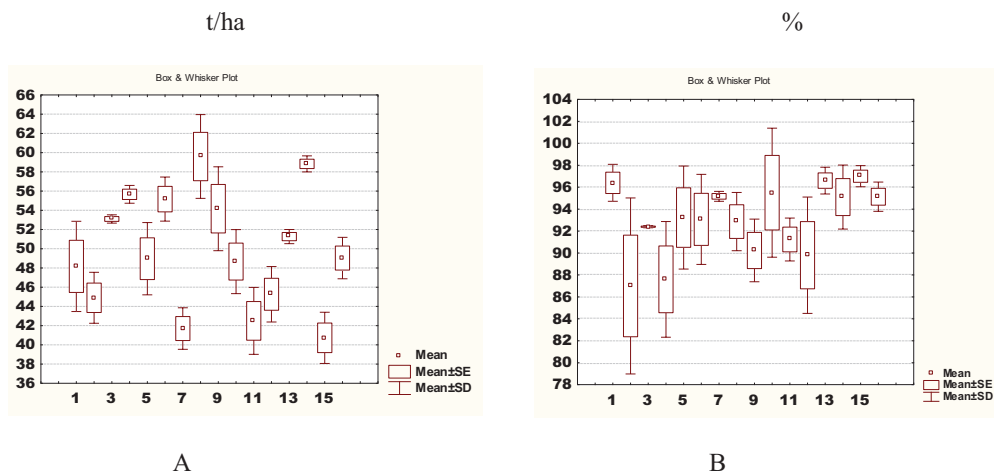 t/ha
%
Box & Whisker Plot
66
64
62
60
58
56
54
52
50
48
46
44
42
40
38
36
1 3 5 7 9 11 13 15
Mean
Mean±SE
Mean±SD
Box & Whisker Plot
104
102
100
98
96
94
92
90
88
86
84
82
80
78
1 3 5 7 9 11 13 15
Mean
Mean±SE
Mean±SD
A
B